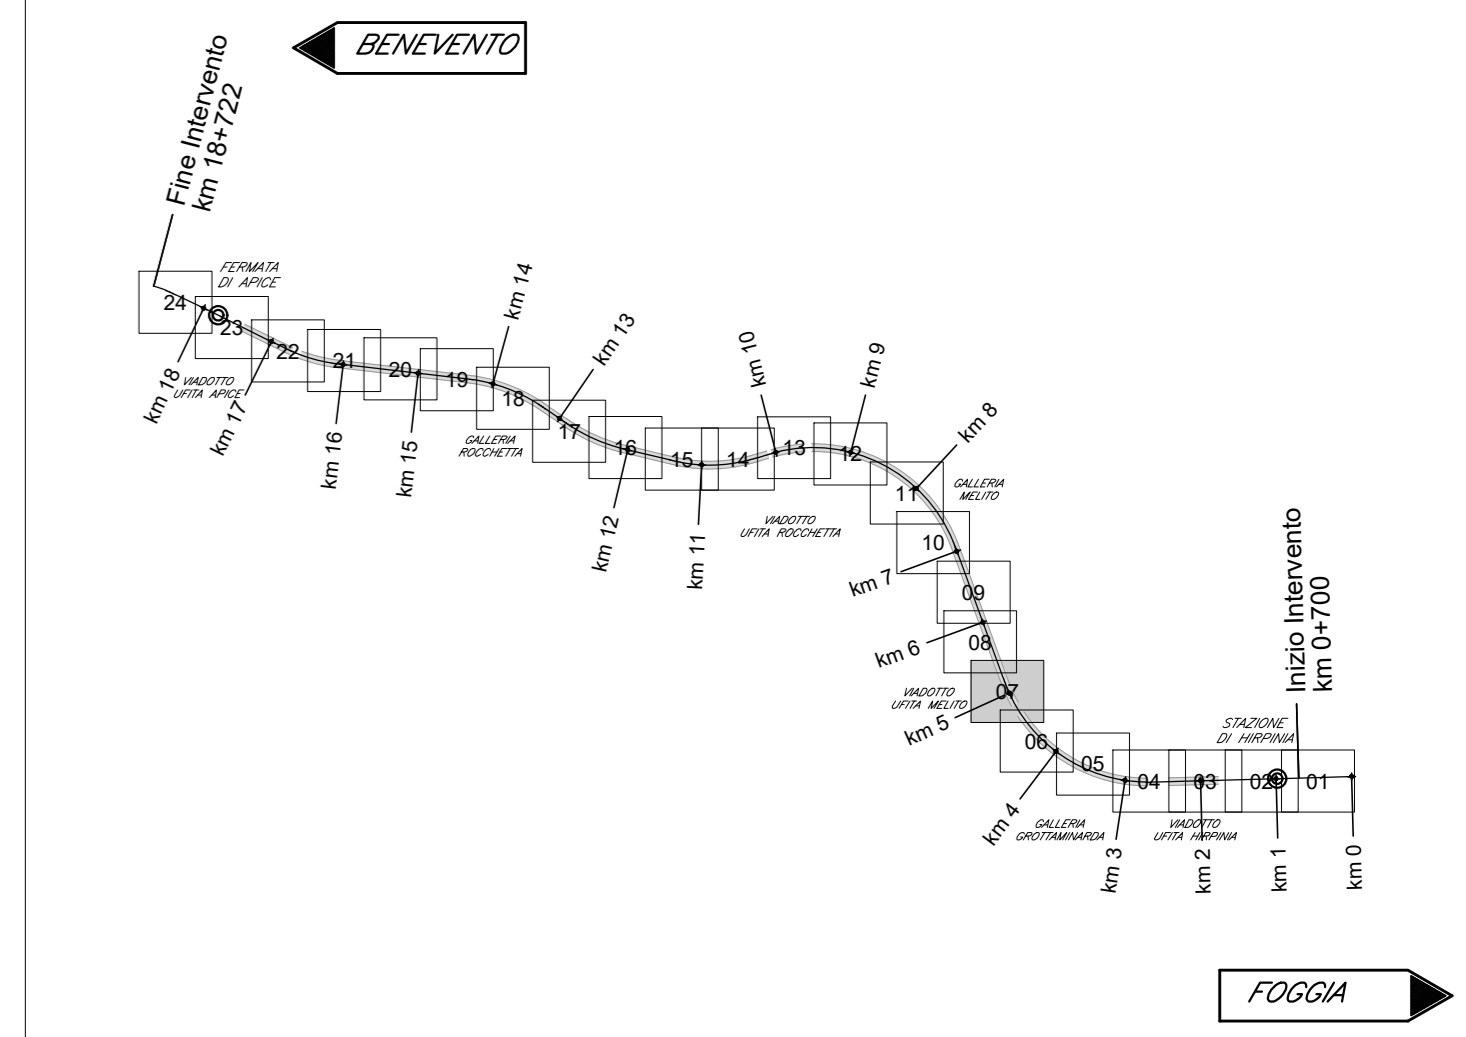 BENEVENTO
Fine Intervento
km 18+722
FERMATA
DI APICE
24
23
22
21
20
19
18
17
16
15
14
13
12
11
10
09
08
07
06
05
04
03
02
01
km 18
VIADOTTO
UFITA APICE
km 17
km 16
km 15
km 14
GALLERIA
ROCCHETTA
km 13
km 12
km 11
km 10
VIADOTTO
UFITA ROCCHETTA
km 9
km 8
GALLERIA
MELITO
km 7
km 6
VIADOTTO
UFITA MELITO
km 5
km 4
GALLERIA
GROTTAMINARDA
km 3
VIADOTTO
UFITA HIRPINIA
km 2
STAZIONE
DI HIRPINIA
km 1
Inizio Intervento
km 0+700
km 0
FOGGIA